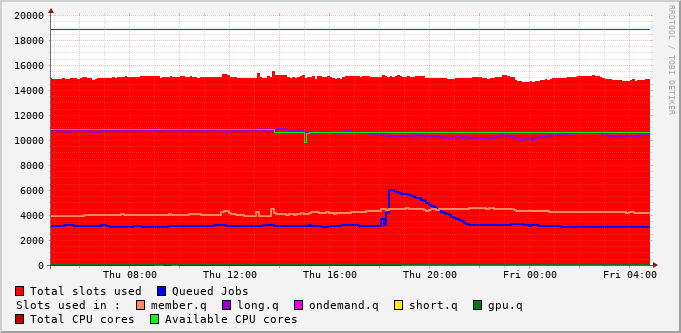 RRDTOOL / TOBI OETIKER
20000
18000
16000
14000
12000
10000
8000
6000
4000
2000
0
Thu 08:00 Thu 12:00 Thu 16:00 Thu 20:00 Fri 00:00 Fri 04:00
Total slots used Queued Jobs
Slots used in : member.q long.q ondemand.q short.q gpu.q
Total CPU cores Available CPU cores